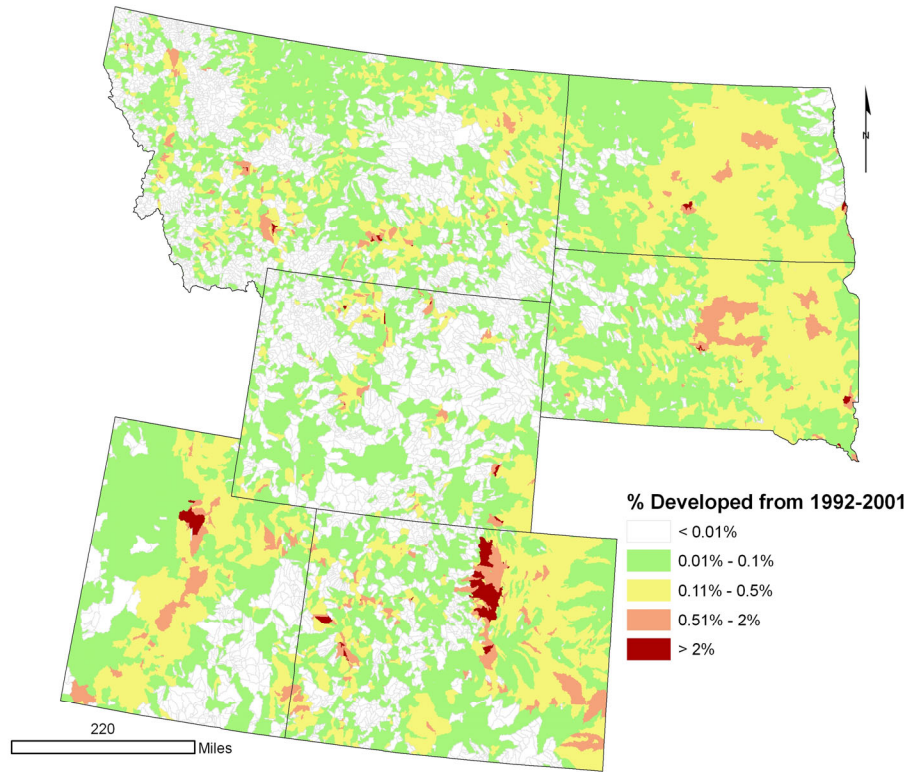 N
% Developed from 1992-2001
< 0.01%
0.01% - 0.1%
0.11% - 0.5%
0.51% - 2%
> 2%
220
Miles